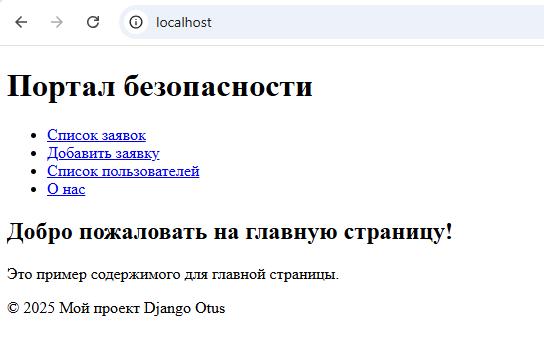 localhost
Портал безопасности
Список заявок
Добавить заявку
Список пользователей
О нас
Добро пожаловать на главную страницу!
Это пример содержимого для главной страницы.
© 2025 Мой проект Django Otus